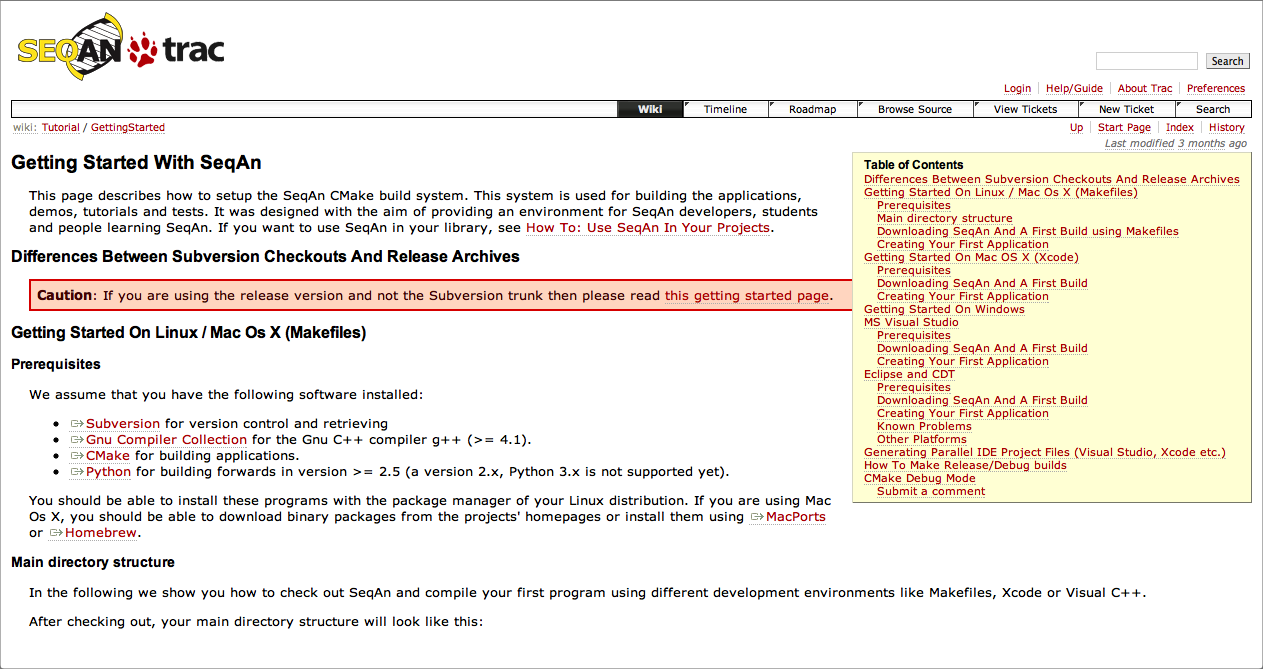 SEQAN trac
Search
Login Help/Guide About Trac Preferences
Wiki Timeline Roadmap Browse Source View Tickets New Ticket Search
wiki: Tutorial / GettingStarted
Up Start Page Index History
Last modified 3 months ago
Getting Started With SeqAn
This page describes how to setup the SeqAn CMake build system. This system is used for building the applications,
demos, tutorials and tests. It was designed with the aim of providing an environment for SeqAn developers, students
and people learning SeqAn. If you want to use SeqAn in your library, see How To: Use SeqAn In Your Projects.
Differences Between Subversion Checkouts And Release Archives
Caution: If you are using the release version and not the Subversion trunk then please read this getting started page.
Getting Started On Linux / Mac Os X (Makefiles)
Prerequisites
We assume that you have the following software installed:
Subversion for version control and retrieving
Gnu Compiler Collection for the Gnu C++ compiler g++ (>= 4.1).
CMake for building applications.
Python for building forwards in version >= 2.5 (a version 2.x, Python 3.x is not supported yet).
You should be able to install these programs with the package manager of your Linux distribution. If you are using Mac
Os X, you should be able to download binary packages from the projects' homepages or install them using MacPorts
or Homebrew.
Main directory structure
In the following we show you how to check out SeqAn and compile your first program using different development environments like Makefiles, Xcode or Visual C++.
After checking out, your main directory structure will look like this:
Table of Contents
Differences Between Subversion Checkouts And Release Archives
Getting Started On Linux / Mac Os X (Makefiles)
Prerequisites
Main directory structure
Downloading SeqAn And A First Build using Makefiles
Creating Your First Application
Getting Started On Mac OS X (Xcode)
Prerequisites
Downloading SeqAn And A First Build
Creating Your First Application
Getting Started On Windows
MS Visual Studio
Prerequisites
Downloading SeqAn And A First Build
Creating Your First Application
Eclipse and CDT
Prerequisites
Downloading SeqAn And A First Build
Creating Your First Application
Known Problems
Other Platforms
Generating Parallel IDE Project Files (Visual Studio, Xcode etc.)
How To Make Release/Debug builds
CMake Debug Mode
Submit a comment